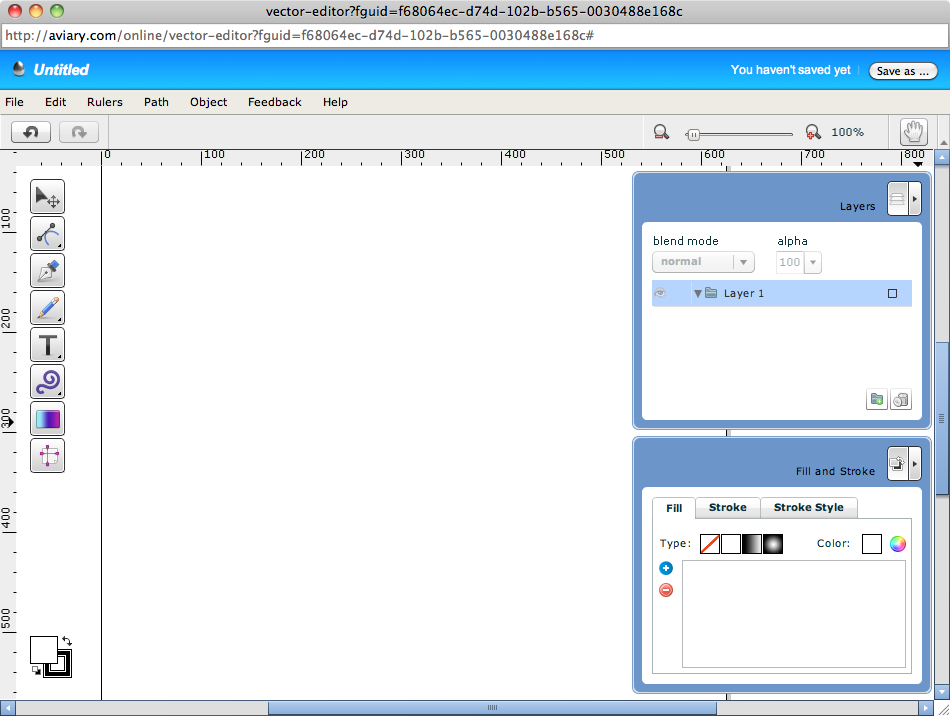 vector-editor?fguid=f68064ec-d74d-102b-b565-0030488e168c
http://aviary.com/online/vector-editor?fguid=f68064ec-d74d-102b-b565-0030488e168c#
Untitled
You haven't saved yet
Save as ...
File Edit Rulers Path Object Feedback Help
100%
0 100 200 300 400 500 600 700 800
100
200
300
400
500
T
Layers
blend mode alpha
normal 100
Layer 1
Fill and Stroke
Fill Stroke Stroke Style
Type: Color: